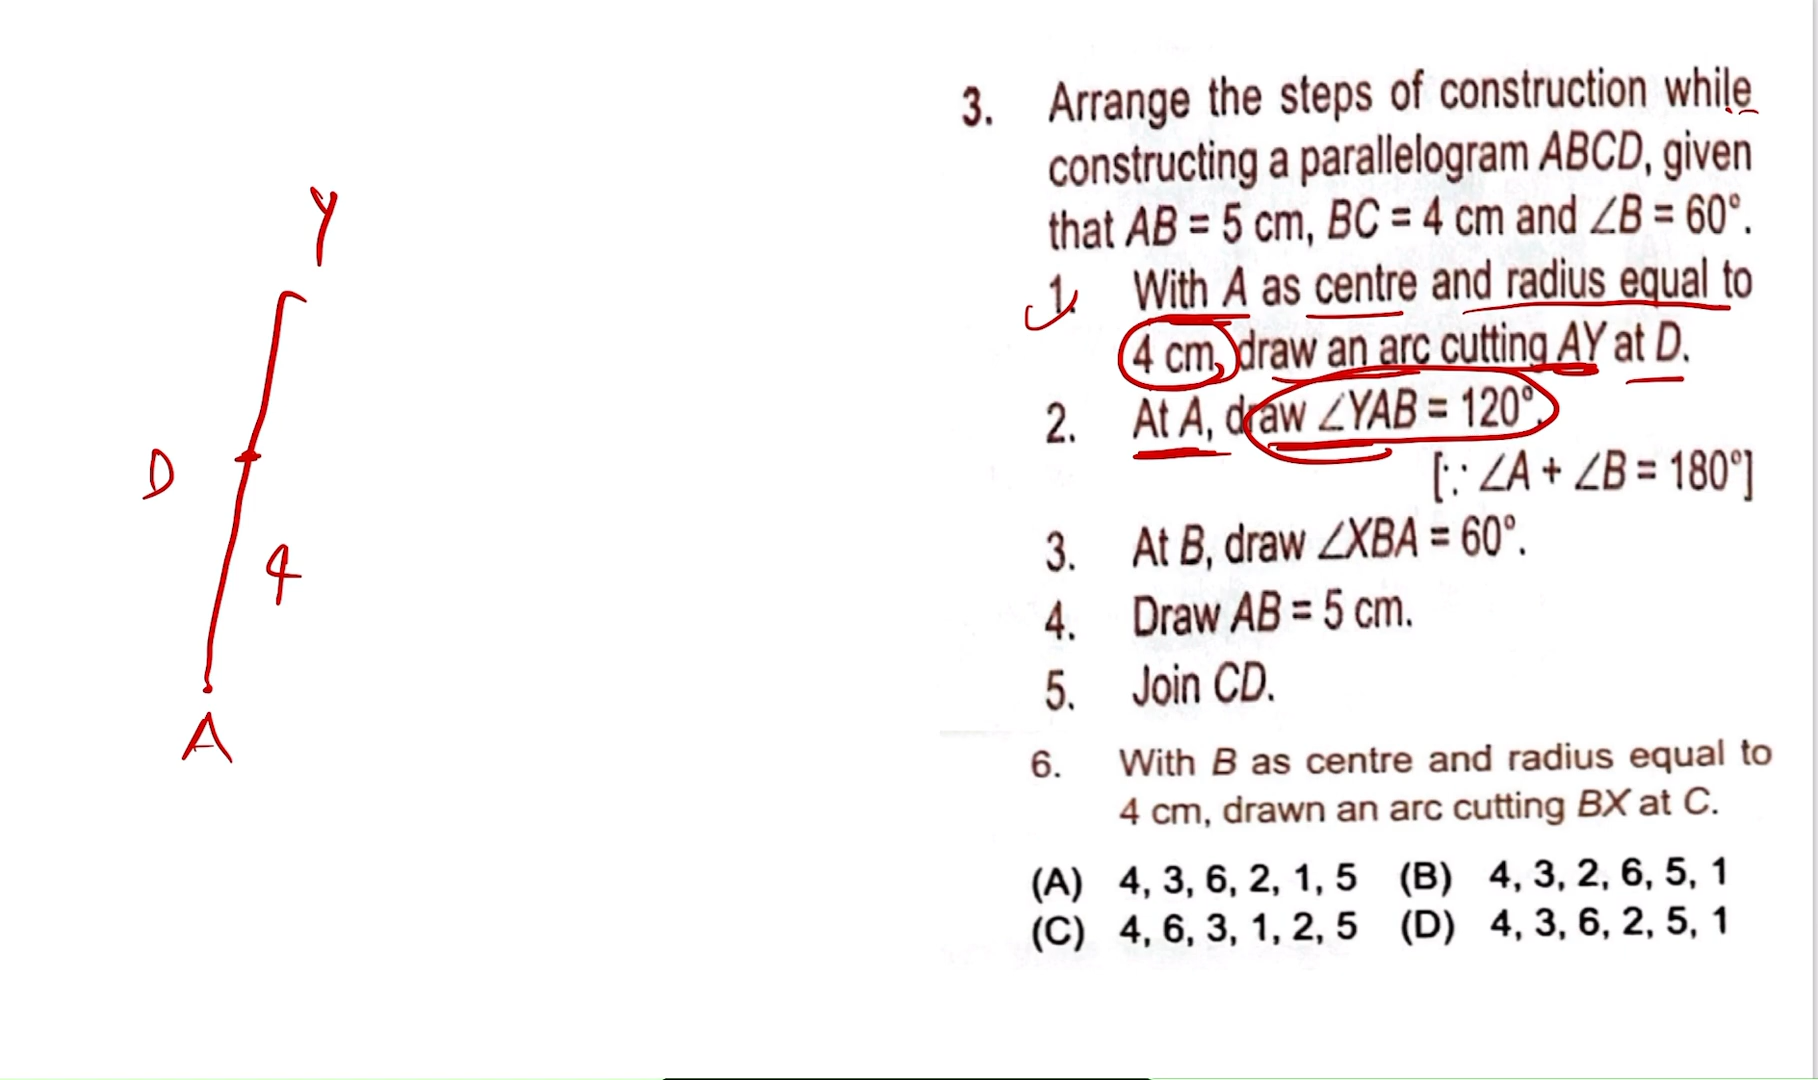 3. Arrange the steps of construction while
constructing a parallelogram ABCD, given
that AB = 5 cm, BC = 4 cm and ∠B = 60°.
1. With A as centre and radius equal to
4 cm, draw an arc cutting AY at D.
2. At A, draw ∠YAB = 120°.
[∵ ∠A + ∠B = 180°]
3. At B, draw ∠XBA = 60°.
4. Draw AB = 5 cm.
5. Join CD.
6. With B as centre and radius equal to
4 cm, drawn an arc cutting BX at C.
(A) 4, 3, 6, 2, 1, 5 (B) 4, 3, 2, 6, 5, 1
(C) 4, 6, 3, 1, 2, 5 (D) 4, 3, 6, 2, 5, 1
Y
D
4
A